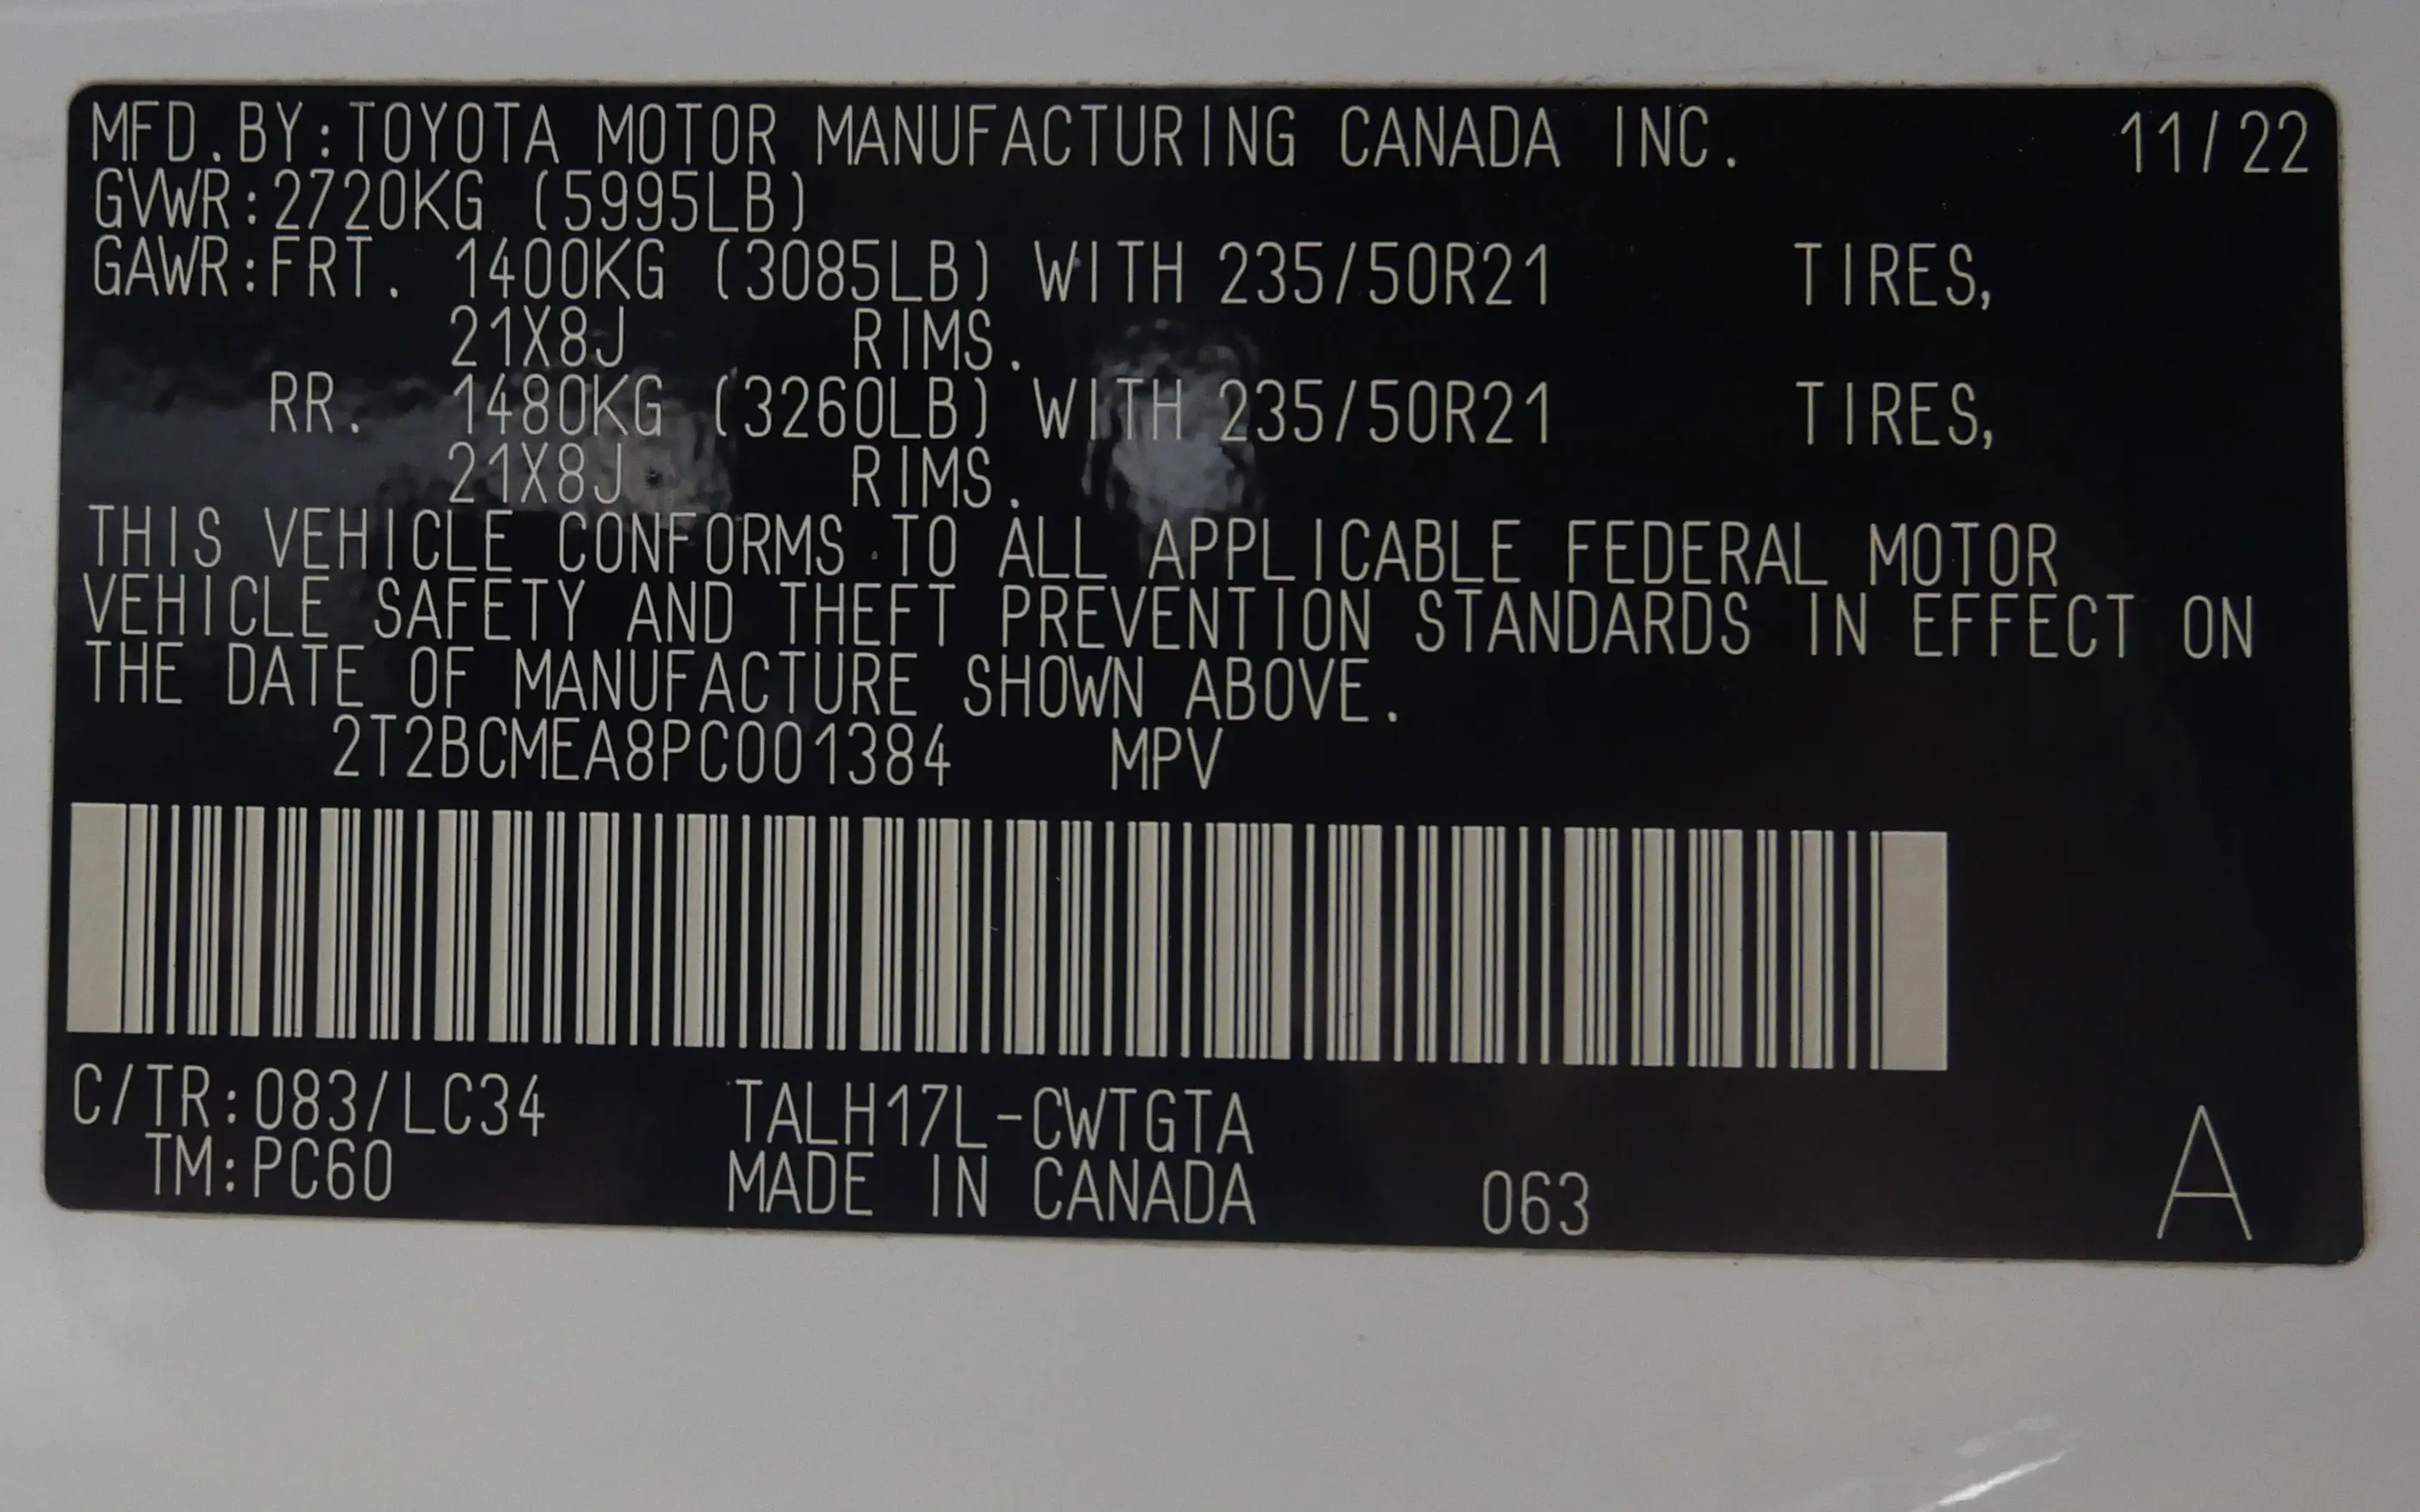 MFD.BY:TOYOTA MOTOR MANUFACTURING CANADA INC. 11/22
GVWR:2720KG (5995LB)
GAWR:FRT. 1400KG (3085LB) WITH 235/50R21 TIRES,
21X8J RIMS.
RR. 1480KG (3260LB) WITH 235/50R21 TIRES,
21X8J RIMS.
THIS VEHICLE CONFORMS TO ALL APPLICABLE FEDERAL MOTOR
VEHICLE SAFETY AND THEFT PREVENTION STANDARDS IN EFFECT ON
THE DATE OF MANUFACTURE SHOWN ABOVE.
2T2BCMEA8PC001384 MPV
C/TR:083/LC34 TALH17L-CWTGTA
TM:PC60 MADE IN CANADA 063 A